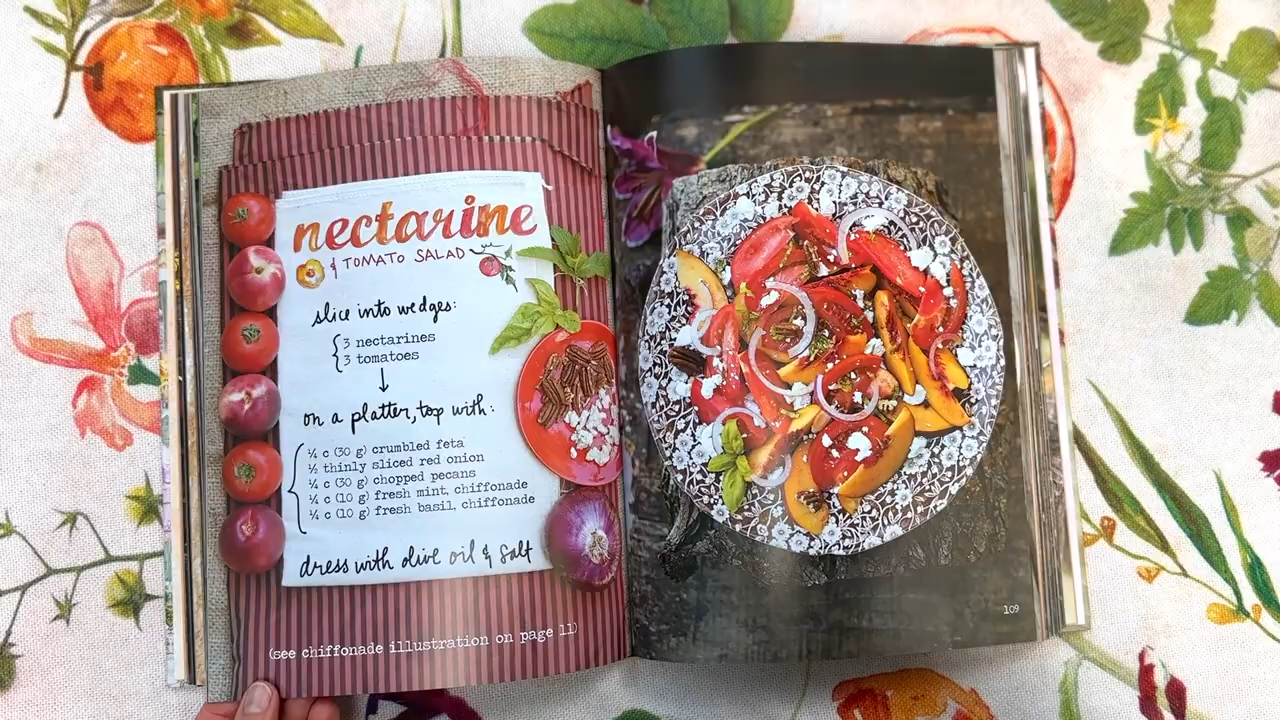 nectarine
& TOMATO SALAD
slice into wedges:
3 nectarines
3 tomatoes
on a platter, top with:
¼ c (30 g) crumbled feta
½ thinly sliced red onion
¼ c (30 g) chopped pecans
¼ c (10 g) fresh mint, chiffonade
¼ c (10 g) fresh basil, chiffonade
dress with olive oil & salt
(see chiffonade illustration on page 11)
109